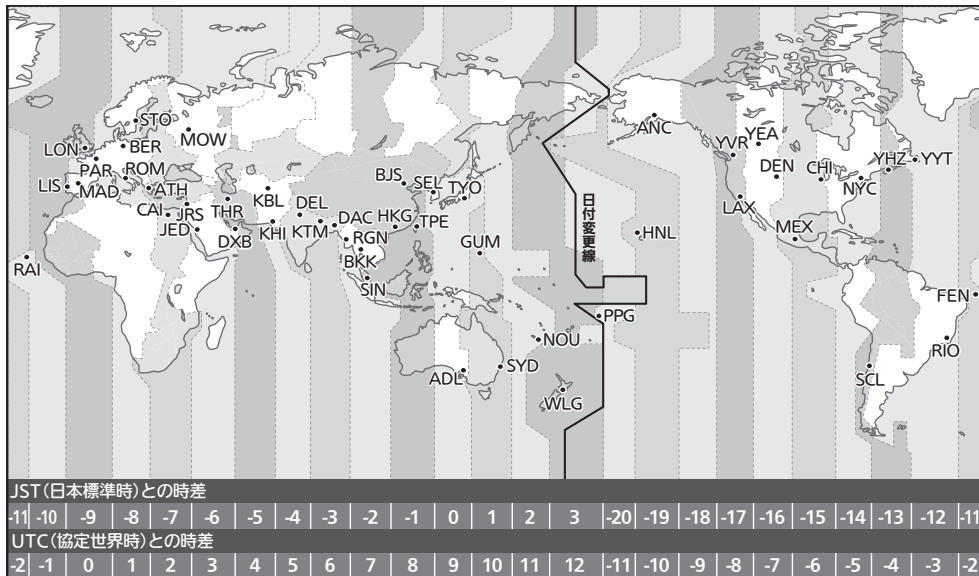 STO
MOW
LON
BER
PAR
ROM
LIS
MAD
ATH
CAI
JRS
JED
THR
DXB
KBL
KHI
DEL
KTM
DAC
RGN
BKK
SIN
BJS
SEL
TYO
HKG
TPE
GUM
RAI
ADL
SYD
NOU
WLG
日付変更線
HNL
PPG
ANC
YVR
YEA
DEN
CHI
LAX
MEX
NYC
YHZ
YYT
FEN
RIO
SCL
JST(日本標準時)との時差
-11 -10 -9 -8 -7 -6 -5 -4 -3 -2 -1 0 1 2 3 -20 -19 -18 -17 -16 -15 -14 -13 -12 -11
UTC(協定世界時)との時差
-2 -1 0 1 2 3 4 5 6 7 8 9 10 11 12 -11 -10 -9 -8 -7 -6 -5 -4 -3 -2